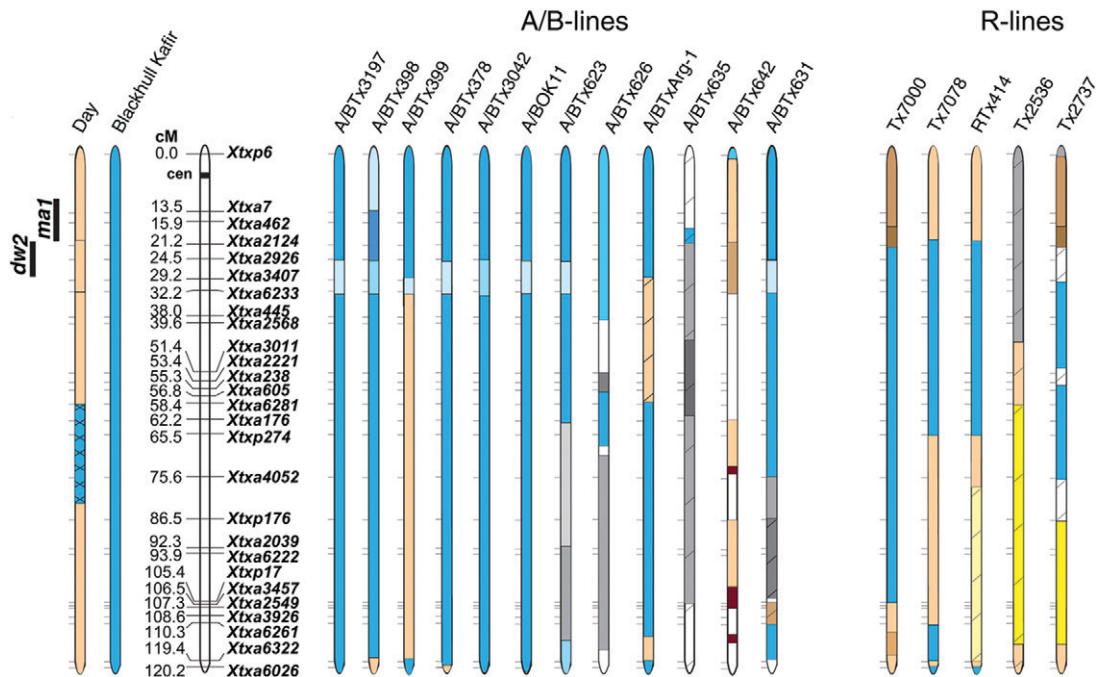 A/B-lines
R-lines
Day
Blackhull Kafir
A/BTx3197
A/BTx398
A/BTx399
A/BTx378
A/BTx3042
A/BOK11
A/BTx623
A/BTx626
A/BTxArg-1
A/BTx635
A/BTx642
A/BTx631
Tx7000
Tx7078
RTx414
Tx2536
Tx2737
cM
0.0 Xtxp6
cen
13.5 Xtxa7
15.9 Xtxa462
21.2 Xtxa2124
24.5 Xtxa2926
29.2 Xtxa3407
32.2 Xtxa6233
38.0 Xtxa445
39.6 Xtxa2568
51.4 Xtxa3011
53.4 Xtxa2221
55.3 Xtxa238
56.8 Xtxa605
58.4 Xtxa6281
62.2 Xtxa176
65.5 Xtxp274
75.6 Xtxa4052
86.5 Xtxp176
92.3 Xtxa2039
93.9 Xtxa6222
105.4 Xtxp17
106.5 Xtxa3457
107.3 Xtxa2549
108.6 Xtxa3926
110.3 Xtxa6261
119.4 Xtxa6322
120.2 Xtxa6026
ma1
dw2